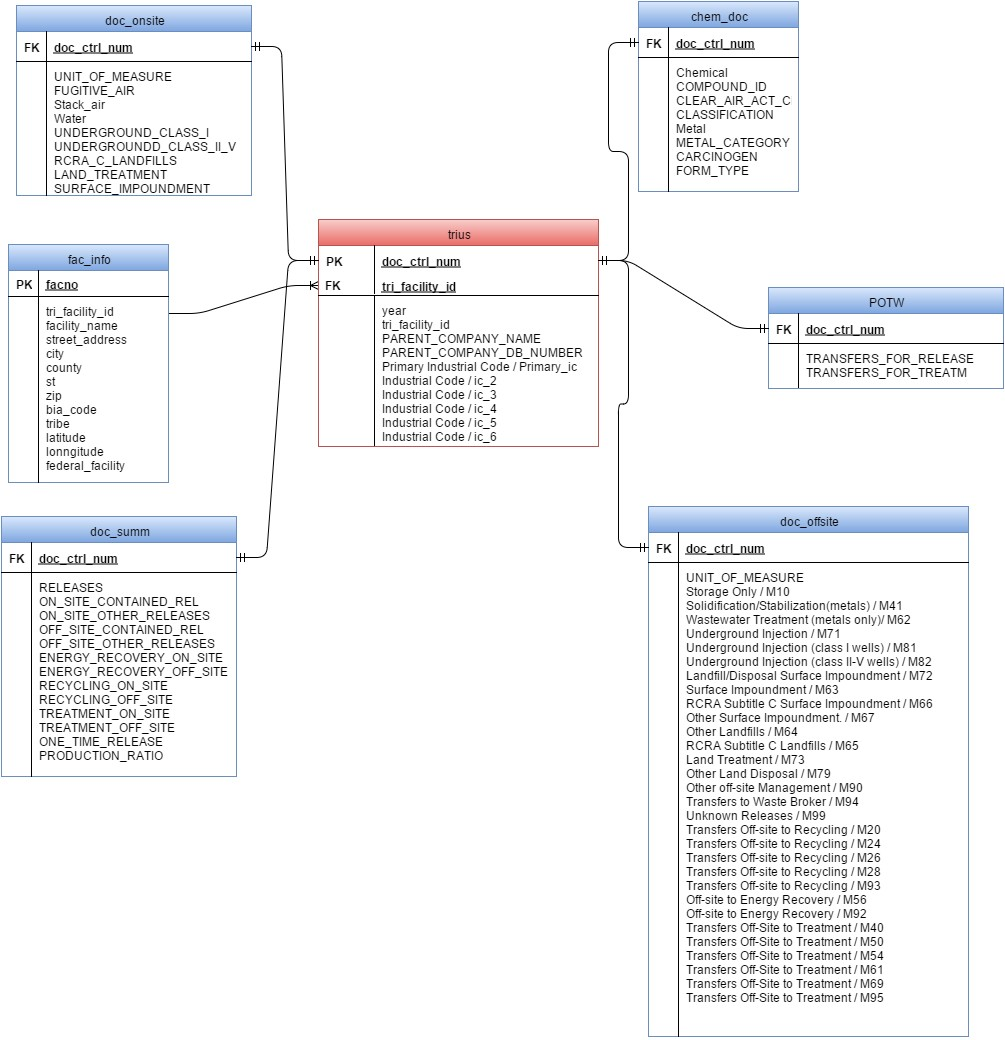 doc_onsite
FK doc_ctrl_num
UNIT_OF_MEASURE
FUGITIVE_AIR
Stack_air
Water
UNDERGROUND_CLASS_I
UNDERGROUNDD_CLASS_II_V
RCRA_C_LANDFILLS
LAND_TREATMENT
SURFACE_IMPOUNDMENT
chem_doc
FK doc_ctrl_num
Chemical
COMPOUND_ID
CLEAR_AIR_ACT_C
CLASSIFICATION
Metal
METAL_CATEGORY
CARCINOGEN
FORM_TYPE
fac_info
PK facno
tri_facility_id
facility_name
street_address
city
county
st
zip
bia_code
tribe
latitude
lonngitude
federal_facility
trius
PK doc_ctrl_num
FK tri_facility_id
year
tri_facility_id
PARENT_COMPANY_NAME
PARENT_COMPANY_DB_NUMBER
Primary Industrial Code / Primary_ic
Industrial Code / ic_2
Industrial Code / ic_3
Industrial Code / ic_4
Industrial Code / ic_5
Industrial Code / ic_6
POTW
FK doc_ctrl_num
TRANSFERS_FOR_RELEASE
TRANSFERS_FOR_TREATM
doc_summ
FK doc_ctrl_num
RELEASES
ON_SITE_CONTAINED_REL
ON_SITE_OTHER_RELEASES
OFF_SITE_CONTAINED_REL
OFF_SITE_OTHER_RELEASES
ENERGY_RECOVERY_ON_SITE
ENERGY_RECOVERY_OFF_SITE
RECYCLING_ON_SITE
RECYCLING_OFF_SITE
TREATMENT_ON_SITE
TREATMENT_OFF_SITE
ONE_TIME_RELEASE
PRODUCTION_RATIO
doc_offsite
FK doc_ctrl_num
UNIT_OF_MEASURE
Storage Only / M10
Solidification/Stabilization(metals) / M41
Wastewater Treatment (metals only)/ M62
Underground Injection / M71
Underground Injection (class I wells) / M81
Underground Injection (class II-V wells) / M82
Landfill/Disposal Surface Impoundment / M72
Surface Impoundment / M63
RCRA Subtitle C Surface Impoundment / M66
Other Surface Impoundment. / M67
Other Landfills / M64
RCRA Subtitle C Landfills / M65
Land Treatment / M73
Other Land Disposal / M79
Other off-site Management / M90
Transfers to Waste Broker / M94
Unknown Releases / M99
Transfers Off-site to Recycling / M20
Transfers Off-site to Recycling / M24
Transfers Off-site to Recycling / M26
Transfers Off-site to Recycling / M28
Transfers Off-site to Recycling / M93
Off-site to Energy Recovery / M56
Off-site to Energy Recovery / M92
Transfers Off-Site to Treatment / M40
Transfers Off-Site to Treatment / M50
Transfers Off-Site to Treatment / M54
Transfers Off-Site to Treatment / M61
Transfers Off-Site to Treatment / M69
Transfers Off-Site to Treatment / M95